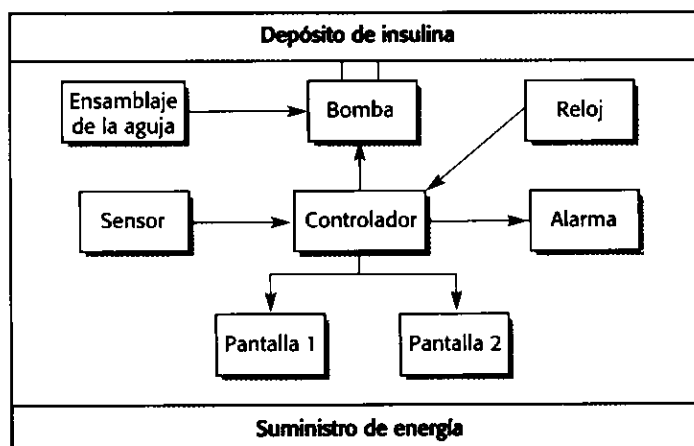 Depósito de insulina
Ensamblaje
de la aguja
Bomba
Reloj
Sensor
Controlador
Alarma
Pantalla 1
Pantalla 2
Suministro de energía